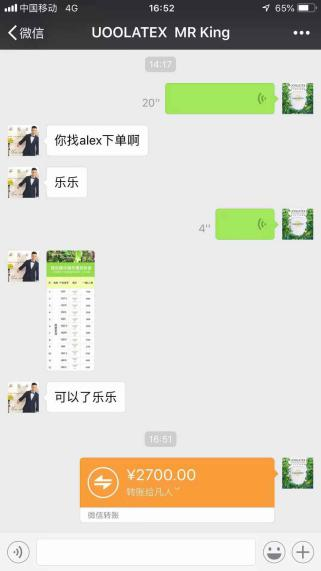 中国移动 4G
16:52
65%
微信
UOOLATEX MR King
14:17
20"
你找alex下单啊
乐乐
4"
可以了乐乐
16:51
¥2700.00
转账给凡人
微信转账